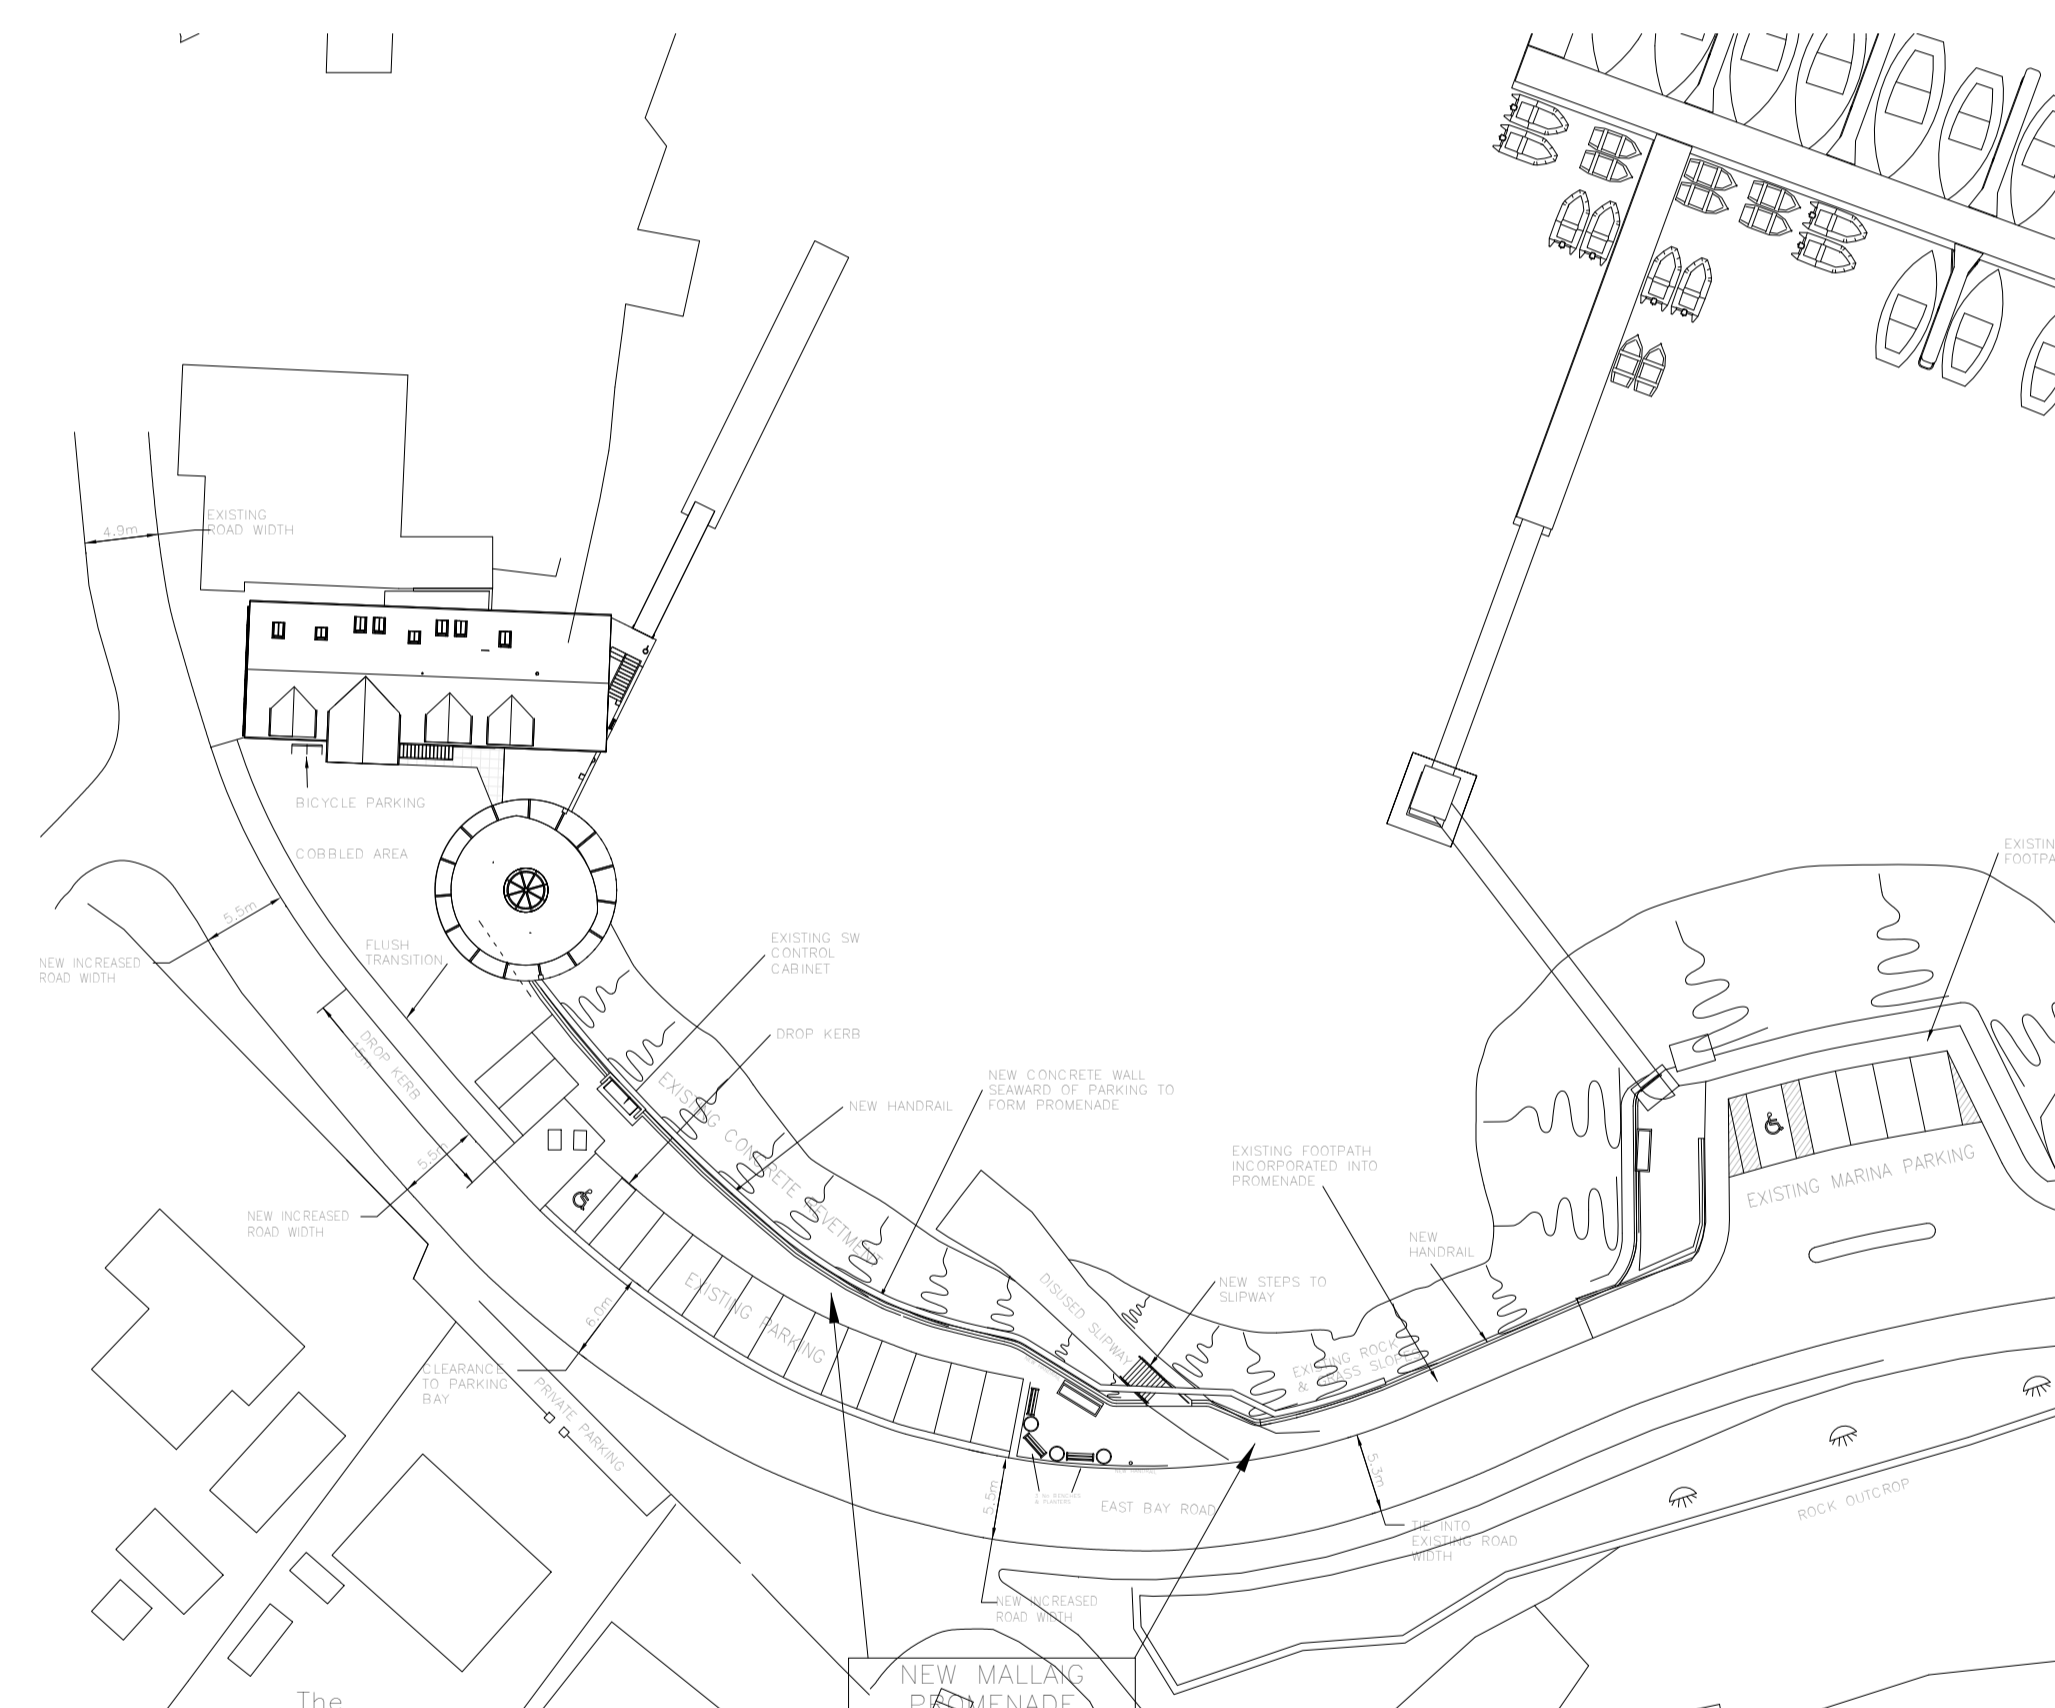 EXISTING
ROAD WIDTH
4.9m
BICYCLE PARKING
COBBLED AREA
5.5m
FLUSH
TRANSITION
NEW INCREASED
ROAD WIDTH
EXISTING SW
CONTROL
CABINET
DROP KERB
DROP KERB
15m
EXISTING CONCRETE REVETMENT
NEW HANDRAIL
NEW CONCRETE WALL
SEAWARD OF PARKING TO
FORM PROMENADE
EXISTIN
FOOTPA
5.5m
NEW INCREASED
ROAD WIDTH
EXISTING FOOTPATH
INCORPORATED INTO
PROMENADE
EXISTING MARINA PARKING
NEW
HANDRAIL
DISUSED SLIPWAY
NEW STEPS TO
SLIPWAY
6.0m
EXISTING PARKING
EXISTING ROCK
& GRASS SLOPE
CLEARANCE
TO PARKING
BAY
PRIVATE PARKING
5.5m
& PLANTERS
EAST BAY ROAD
5.3m
TIE INTO
EXISTING ROAD
WIDTH
ROCK OUTCROP
NEW INCREASED
ROAD WIDTH
NEW MALLAIG
PROMENADE
The